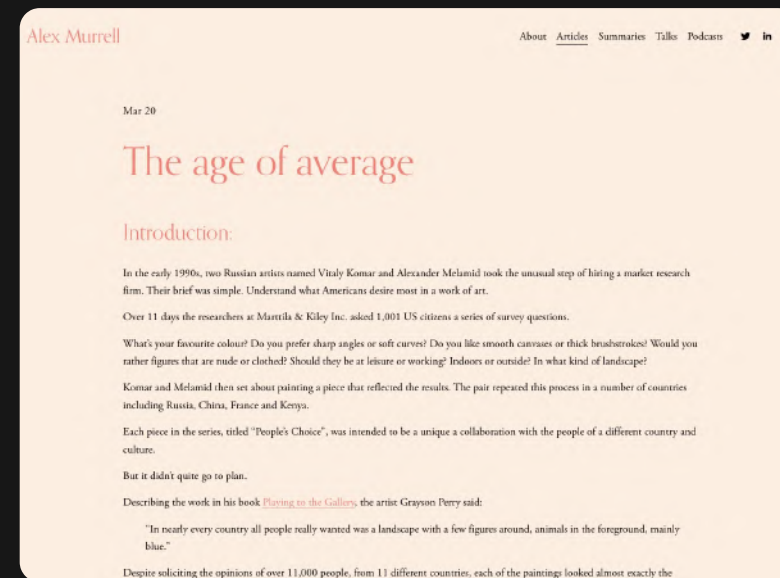 Alex Murrell
About Articles Summaries Talks Podcasts
Mar 20
The age of average
Introduction:
In the early 1990s, two Russian artists named Vitaly Komar and Alexander Melamid took the unusual step of hiring a market research
firm. Their brief was simple. Understand what Americans desire most in a work of art.
Over 11 days the researchers at Marttila & Kiley Inc. asked 1,001 US citizens a series of survey questions.
What's your favourite colour? Do you prefer sharp angles or soft curves? Do you like smooth canvases or thick brushstrokes? Would you
rather figures that are nude or clothed? Should they be at leisure or working? Indoors or outside? In what kind of landscape?
Komar and Melamid then set about painting a piece that reflected the results. The pair repeated this process in a number of countries
including Russia, China, France and Kenya.
Each piece in the series, titled "People's Choice", was intended to be a unique a collaboration with the people of a different country and
culture.
But it didn't quite go to plan.
Describing the work in his book Playing to the Gallery, the artist Grayson Perry said:
"In nearly every country all people really wanted was a landscape with a few figures around, animals in the foreground, mainly
blue."
Despite soliciting the opinions of over 11,000 people, from 11 different countries, each of the paintings looked almost exactly the